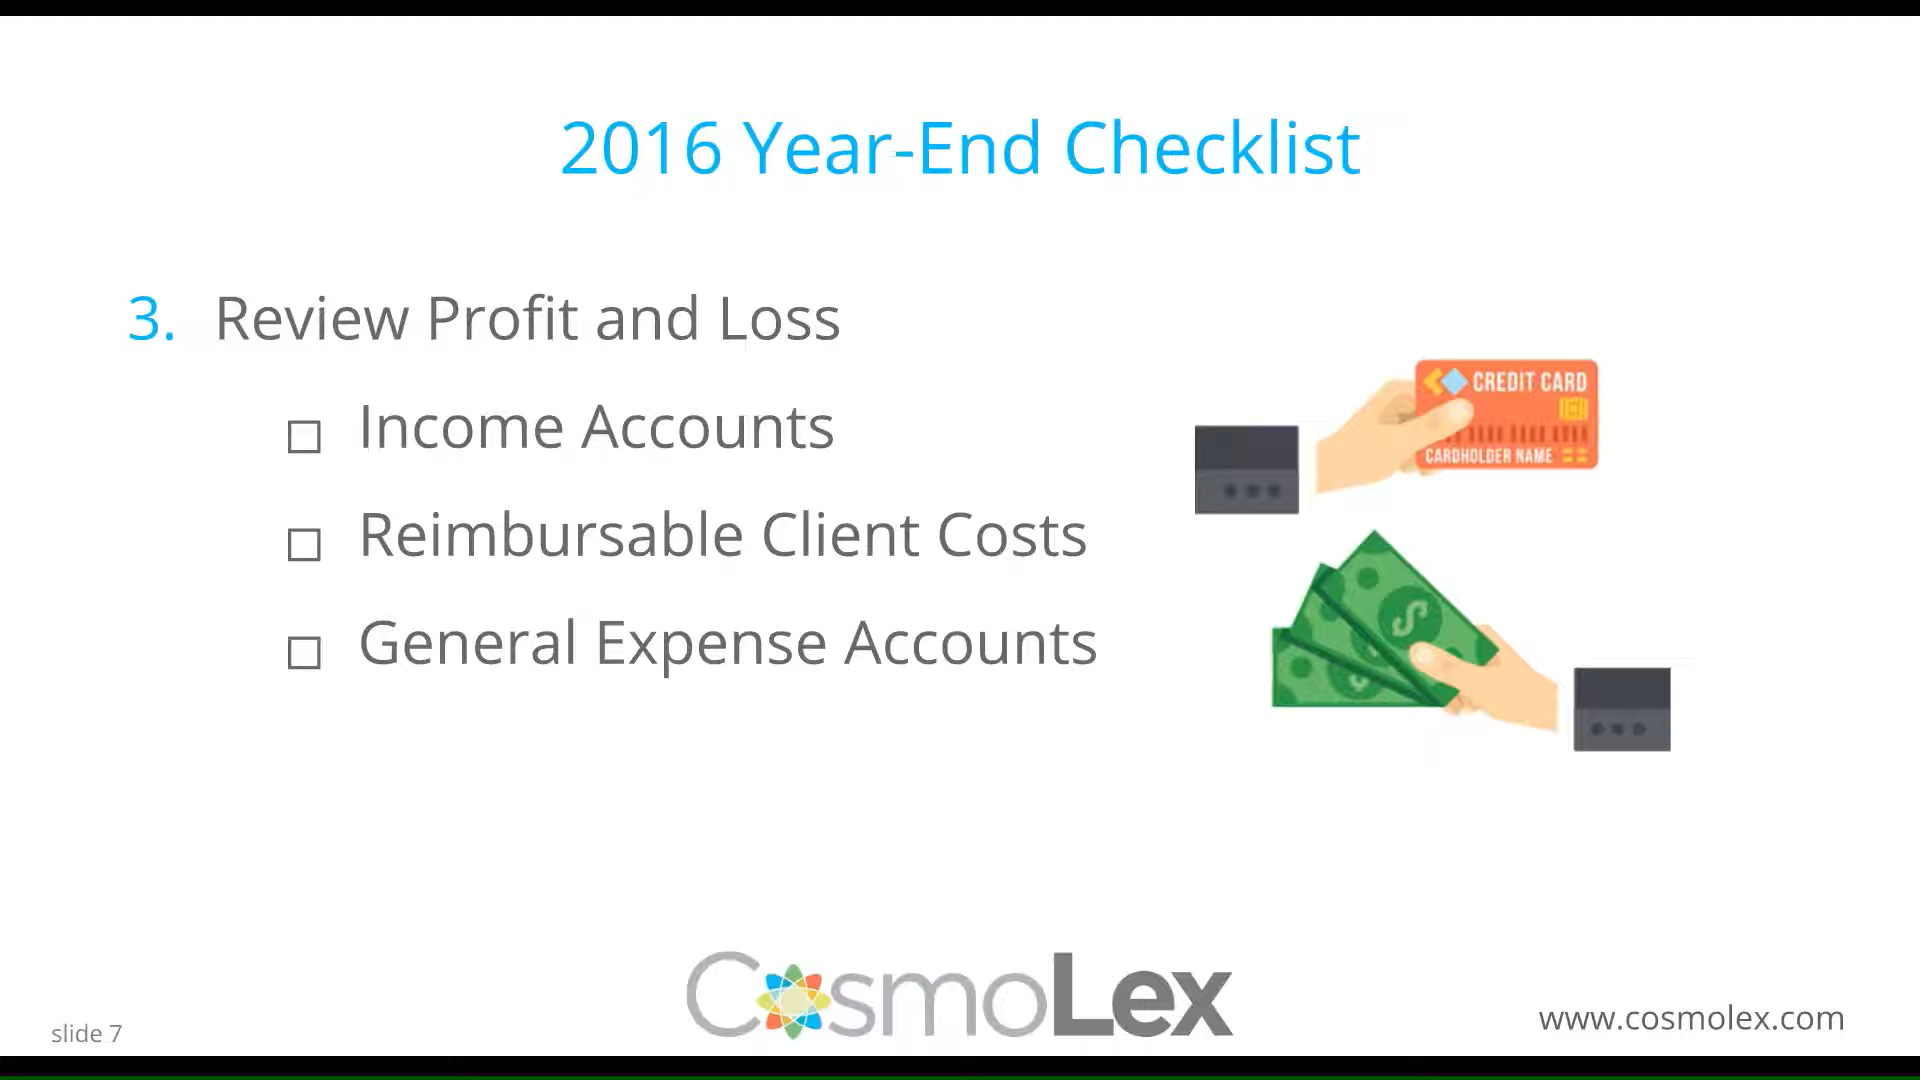 2016 Year-End Checklist
3. Review Profit and Loss
Income Accounts
Reimbursable Client Costs
General Expense Accounts
CREDIT CARD
CARDHOLDER NAME
$
CosmoLex
slide 7
www.cosmolex.com